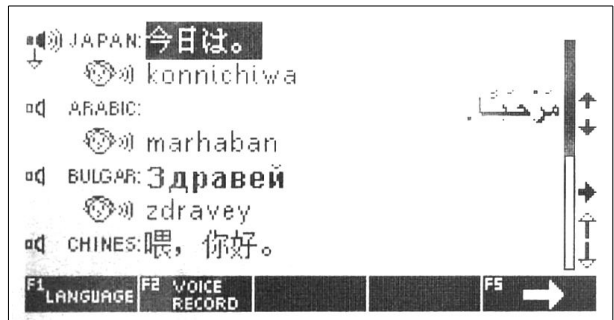 JAPAN: 今日は。
konnichiwa
ARABIC: مَرْحَبًا.
marhaban
BULGAR: Здравей
zdravey
CHINES: 喂，你好。
F1 LANGUAGE F2 VOICE RECORD F5